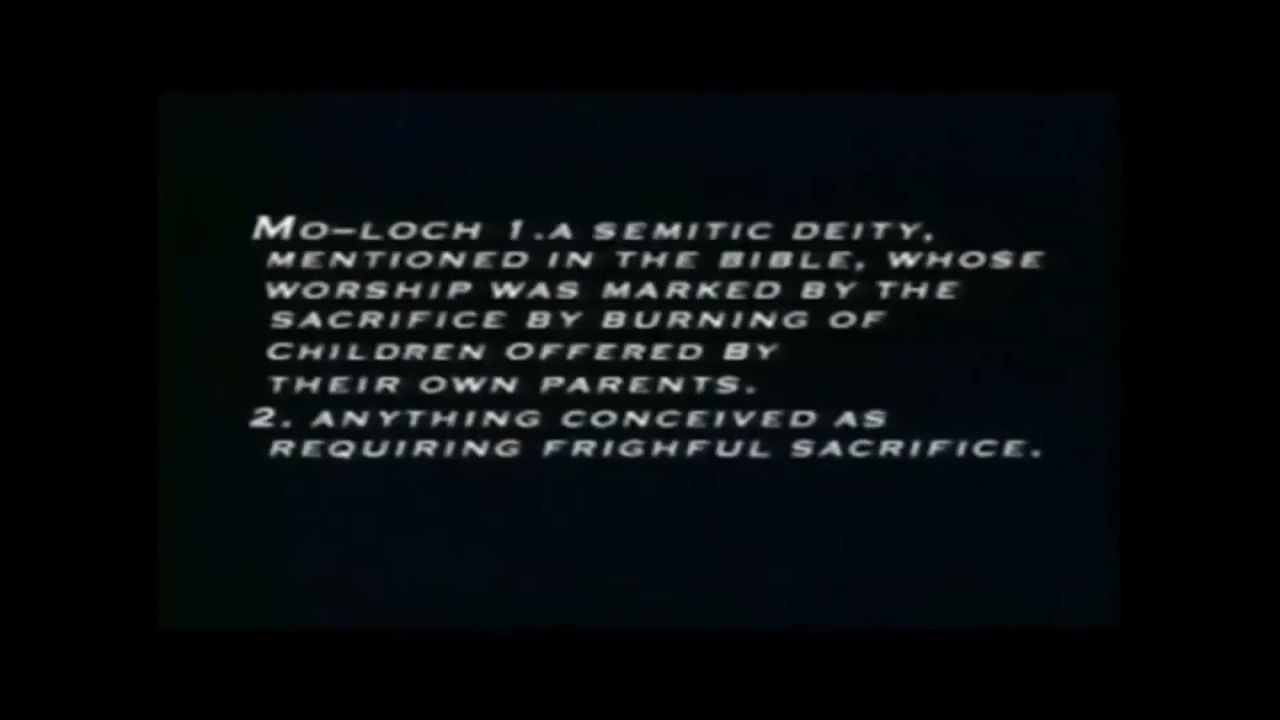 MO-LOCH 1.A SEMITIC DEITY,
MENTIONED IN THE BIBLE, WHOSE
WORSHIP WAS MARKED BY THE
SACRIFICE BY BURNING OF
CHILDREN OFFERED BY
THEIR OWN PARENTS.
2. ANYTHING CONCEIVED AS
REQUIRING FRIGHFUL SACRIFICE.